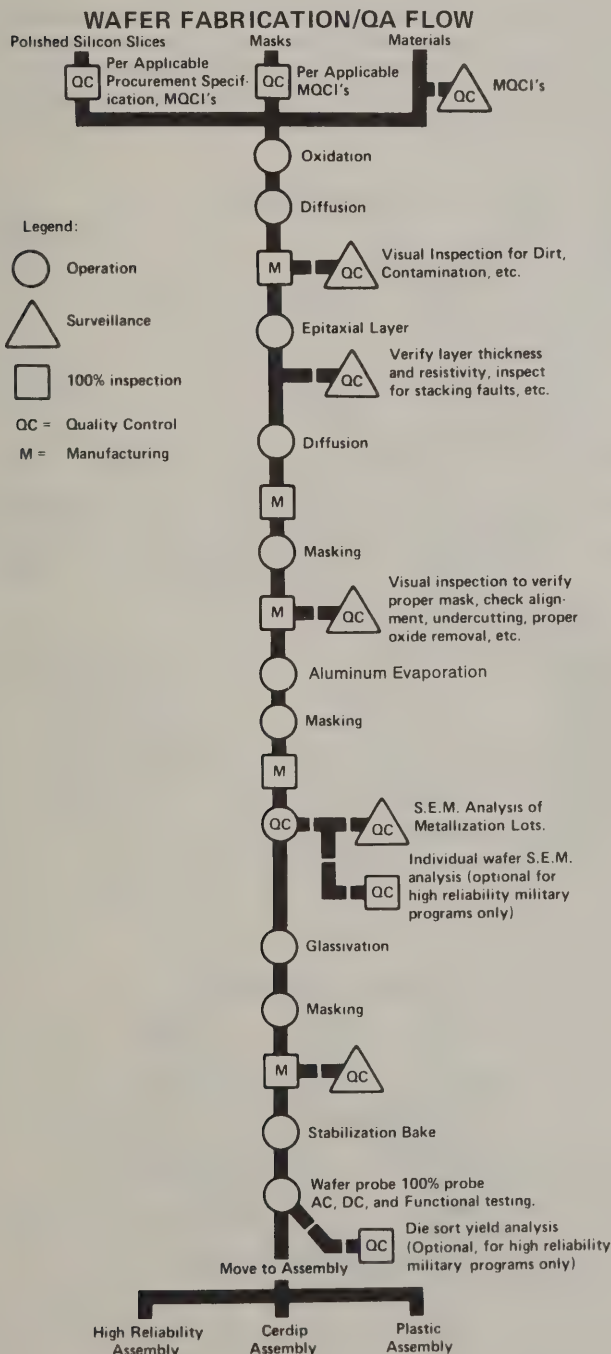 WAFER FABRICATION/QA FLOW
Polished Silicon Slices
Masks
Materials
QC
Per Applicable
Procurement Specif-
ication, MQCI's
QC
Per Applicable
MQCI's
QC
MQCI's
Oxidation
Diffusion
Legend:
Operation
Surveillance
100% inspection
QC = Quality Control
M = Manufacturing
M
QC
Visual Inspection for Dirt,
Contamination, etc.
Epitaxial Layer
QC
Verify layer thickness
and resistivity, inspect
for stacking faults, etc.
Diffusion
M
Masking
M
QC
Visual inspection to verify
proper mask, check align-
ment, undercutting, proper
oxide removal, etc.
Aluminum Evaporation
Masking
M
QC
QC
S.E.M. Analysis of
Metallization Lots.
QC
Individual wafer S.E.M.
analysis (optional for
high reliability military
programs only)
Glassivation
Masking
M
QC
Stabilization Bake
Wafer probe 100% probe
AC, DC, and Functional testing.
QC
Die sort yield analysis
(Optional, for high reliability
military programs only)
Move to Assembly
High Reliability
Assembly
Cerdip
Assembly
Plastic
Assembly